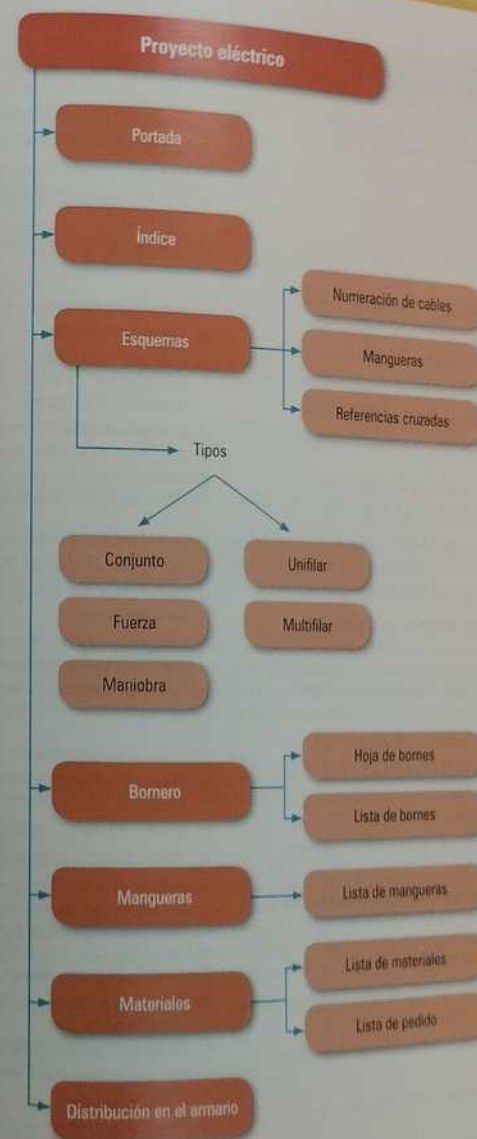 Proyecto eléctrico
Portada
Índice
Esquemas
Numeración de cables
Mangueras
Referencias cruzadas
Tipos
Conjunto
Fuerza
Maniobra
Unifilar
Multifilar
Bornero
Hoja de bornes
Lista de bornes
Mangueras
Lista de mangueras
Materiales
Lista de materiales
Lista de pedido
Distribución en el armario